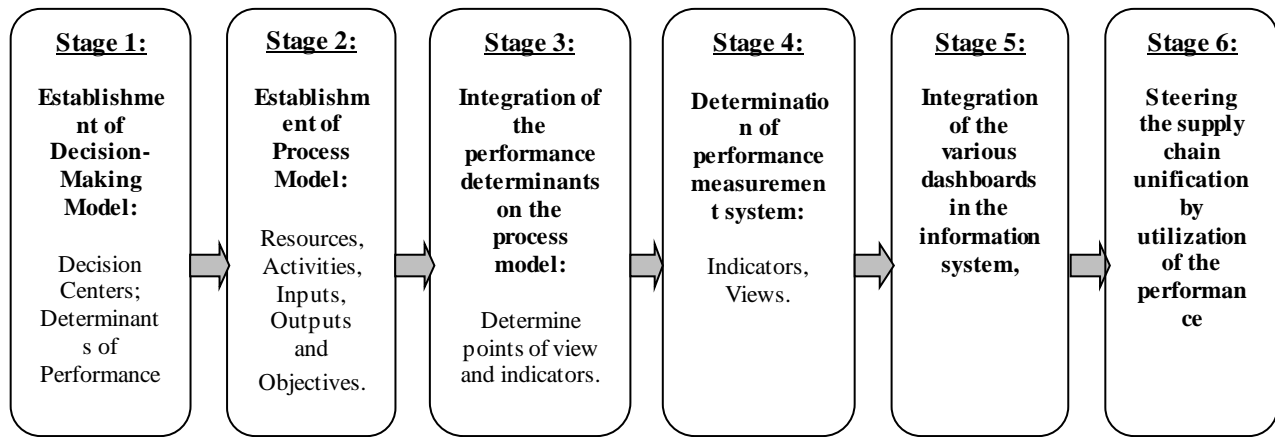 Stage 1:
Establishme
nt of
Decision-
Making
Model:
Decision
Centers;
Determinant
s of
Performance
Stage 2:
Establishm
ent of
Process
Model:
Resources,
Activities,
Inputs,
Outputs
and
Objectives.
Stage 3:
Integration of
the
performance
determinants
on the
process
model:
Determine
points of view
and indicators.
Stage 4:
Determinatio
n of
performance
measuremen
t system:
Indicators,
Views.
Stage 5:
Integration
of the
various
dashboards
in the
information
system,
Stage 6:
Steering
the supply
chain
unification
by
utilization
of the
performan
ce